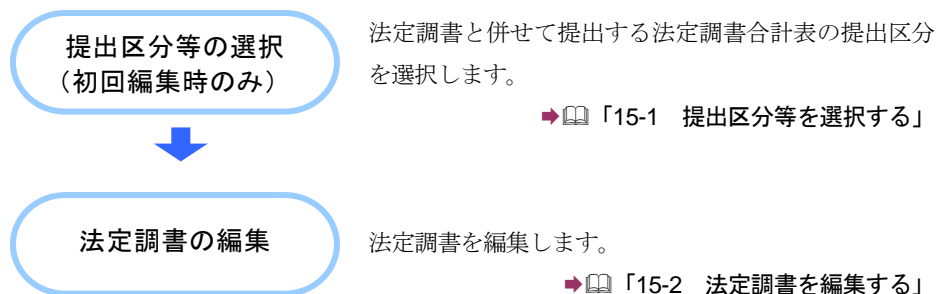 提出区分等の選択
（初回編集時のみ）
法定調書と併せて提出する法定調書合計表の提出区分
を選択します。
「15-1　提出区分等を選択する」
法定調書の編集
法定調書を編集します。
「15-2　法定調書を編集する」